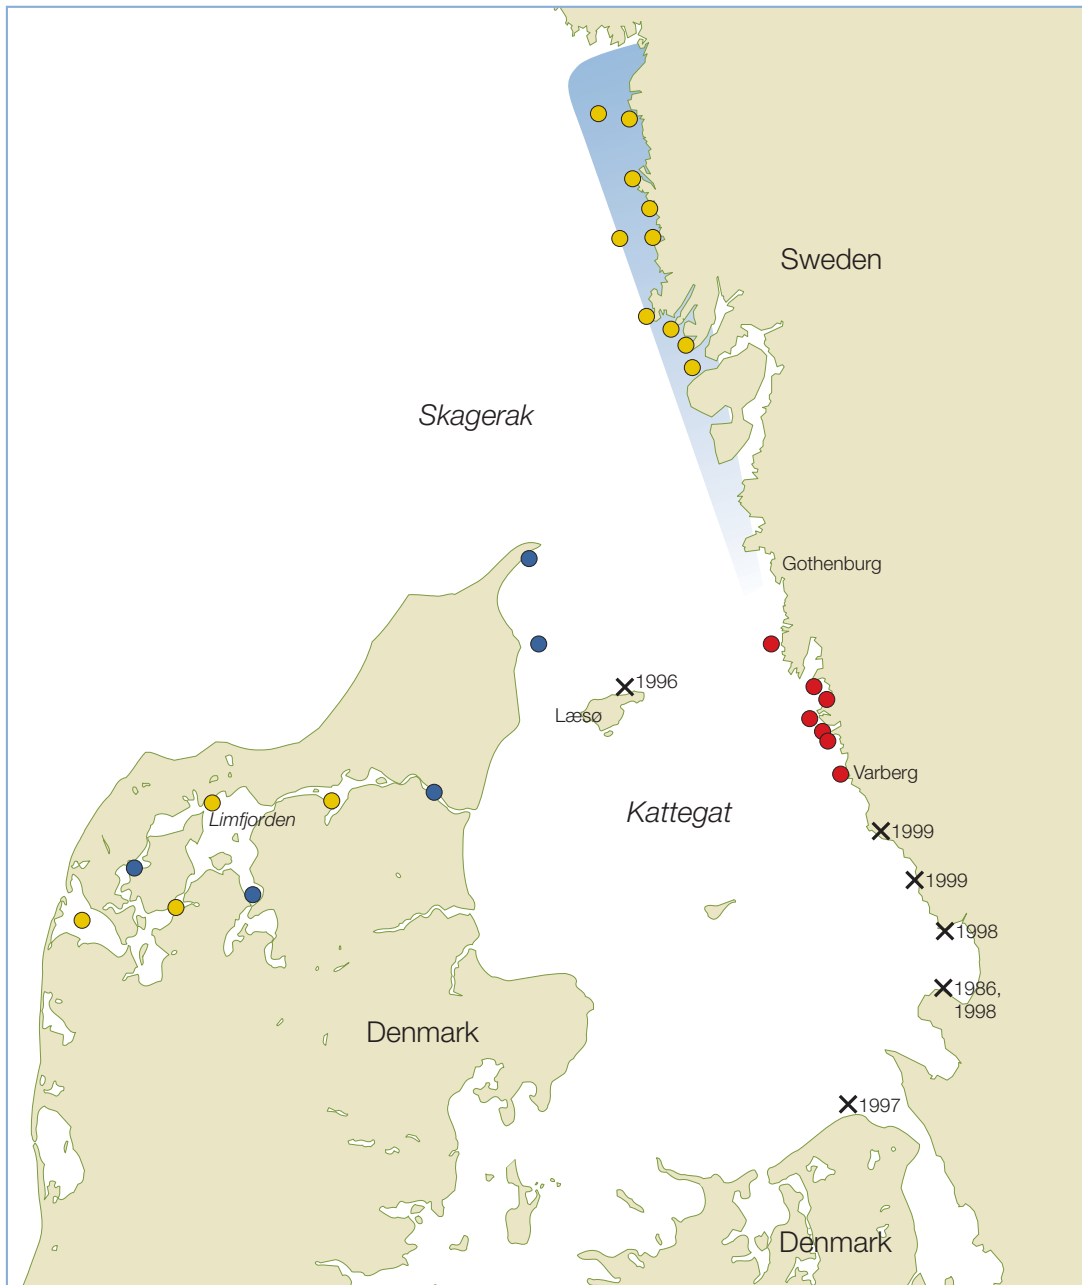 Sweden
Skagerak
Gothenburg
1996
Læsø
Varberg
Kattegat
Limfjorden
1999
1999
1998
1986,
1998
Denmark
1997
Denmark